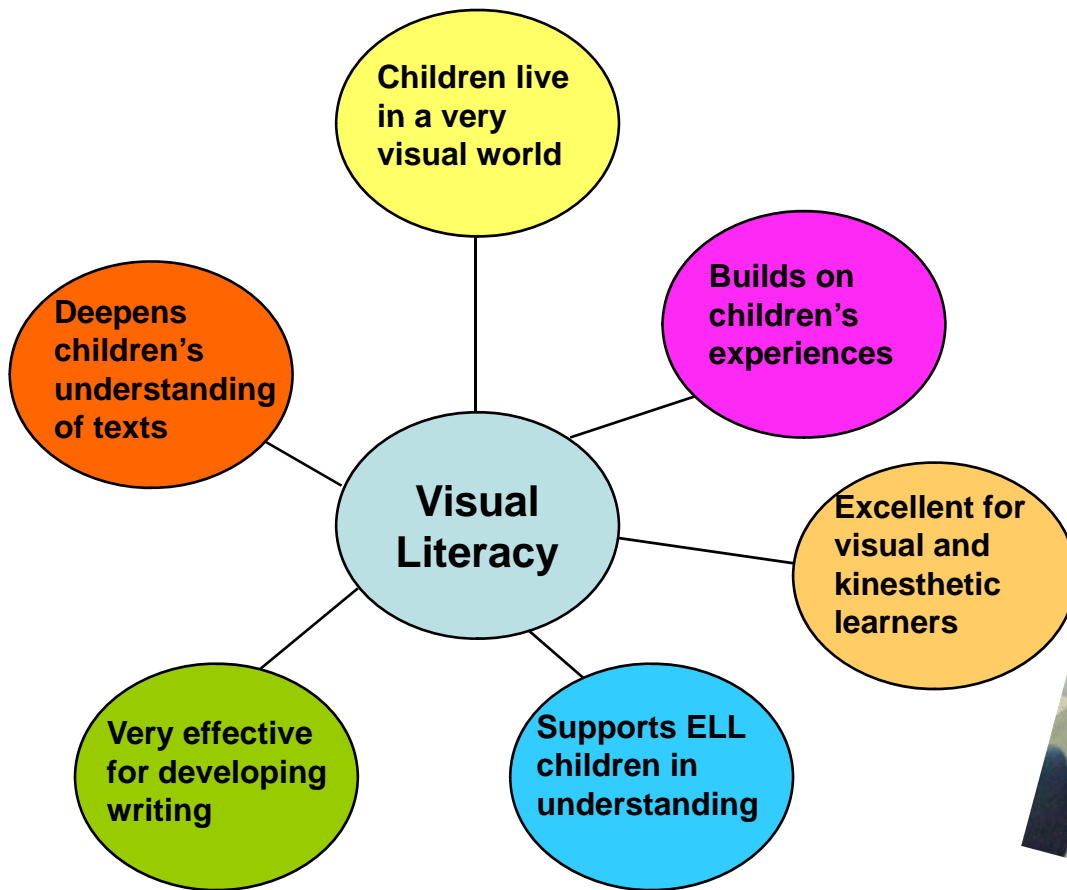 Children live
in a very
visual world
Builds on
children’s
experiences
Deepens
children’s
understanding
of texts
Visual
Literacy
Excellent for
visual and
kinesthetic
learners
Very effective
for developing
writing
Supports ELL
children in
understanding